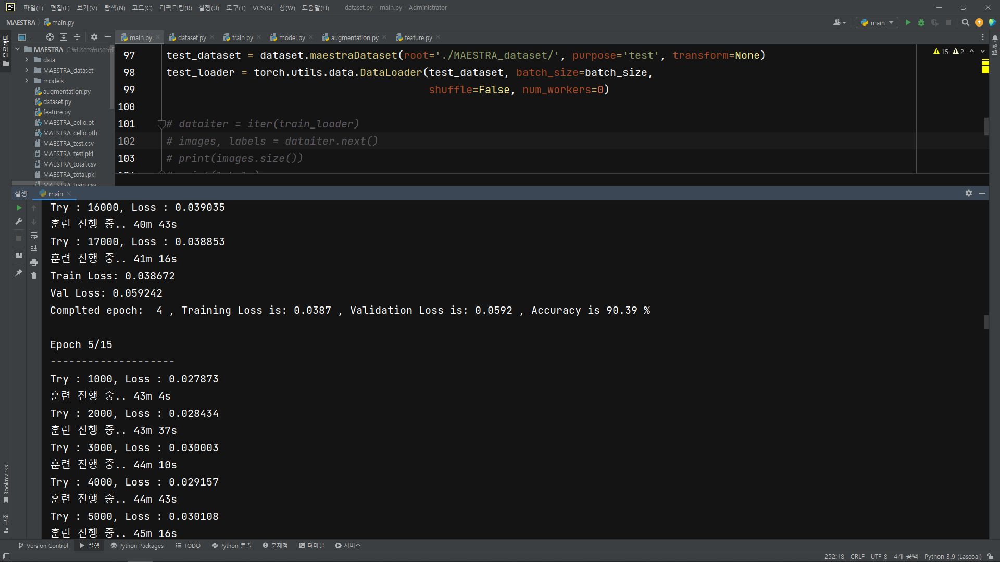 PC 파일(F) 편집(E) 보기(V) 탐색(N) 코드(C) 리팩터링(R) 실행(U) 도구(T) VCS(S) 창(W) 도움말(H) dataset.py - main.py - Administrator
MAESTRA main.py main
프로젝트 ... main.py dataset.py train.py model.py augmentation.py feature.py
MAESTRA C:₩Users₩user₩
data
MAESTRA_dataset
models
augmentation.py
dataset.py
feature.py
MAESTRA_cello.pt
MAESTRA_cello.pth
MAESTRA_test.csv
MAESTRA_test.pkl
MAESTRA_total.csv
MAESTRA_total.pkl
MAESTRA_train.csv
97 test_dataset = dataset.maestraDataset(root='./MAESTRA_dataset/', purpose='test', transform=None)
98 test_loader = torch.utils.data.DataLoader(test_dataset, batch_size=batch_size,
99 shuffle=False, num_workers=0)
100
101 # dataiter = iter(train_loader)
102 # images, labels = dataiter.next()
103 # print(images.size())
15 2
알림
실행: main
Try : 16000, Loss : 0.039035
훈련 진행 중.. 40m 43s
Try : 17000, Loss : 0.038853
훈련 진행 중.. 41m 16s
Train Loss: 0.038672
Val Loss: 0.059242
Complted epoch:  4 , Training Loss is: 0.0387 , Validation Loss is: 0.0592 , Accuracy is 90.39 %
Epoch 5/15
--------------------
Try : 1000, Loss : 0.027873
훈련 진행 중.. 43m 4s
Try : 2000, Loss : 0.028434
훈련 진행 중.. 43m 37s
Try : 3000, Loss : 0.030003
훈련 진행 중.. 44m 10s
Try : 4000, Loss : 0.029157
훈련 진행 중.. 44m 43s
Try : 5000, Loss : 0.030108
훈련 진행 중.. 45m 16s
Bookmarks
구조
Version Control 실행 Python Packages TODO Python 콘솔 문제점 터미널 서비스
252:18 CRLF UTF-8 4개 공백 Python 3.9 (Laseoal)